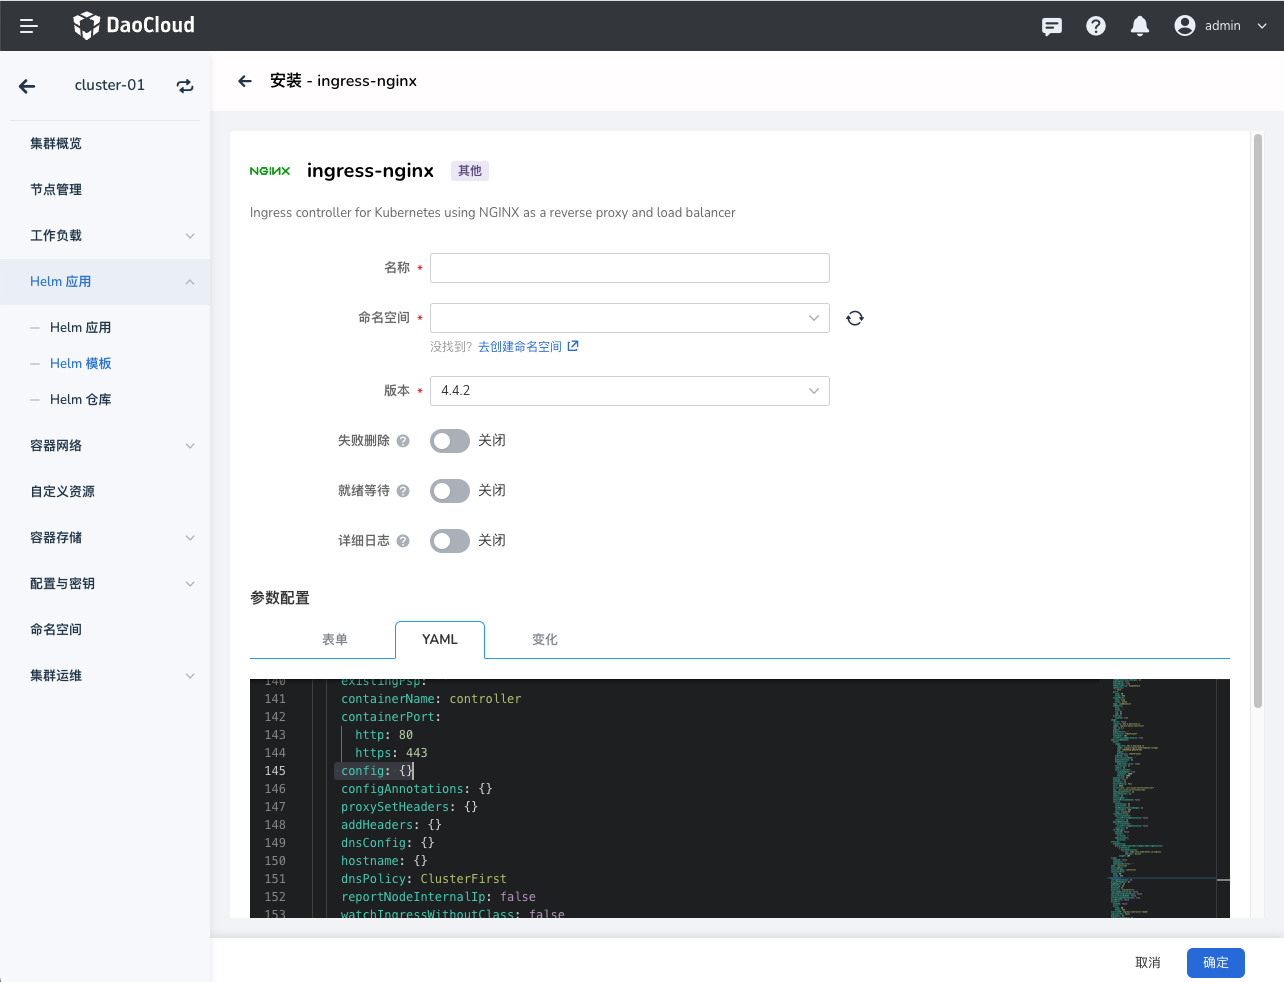 DaoCloud
admin
cluster-01
集群概览
节点管理
工作负载
Helm 应用
Helm 应用
Helm 模板
Helm 仓库
容器网络
自定义资源
容器存储
配置与密钥
命名空间
集群运维
安装 - ingress-nginx
NGINX
ingress-nginx
其他
Ingress controller for Kubernetes using NGINX as a reverse proxy and load balancer
名称 *
命名空间 *
没找到? 去创建命名空间
版本 *
4.4.2
失败删除
关闭
就绪等待
关闭
详细日志
关闭
参数配置
表单
YAML
变化
140 existingPsp:
141 containerName: controller
142 containerPort:
143 http: 80
144 https: 443
145 config: {}
146 configAnnotations: {}
147 proxySetHeaders: {}
148 addHeaders: {}
149 dnsConfig: {}
150 hostname: {}
151 dnsPolicy: ClusterFirst
152 reportNodeInternalIp: false
153 watchIngressWithoutClass: false
取消
确定